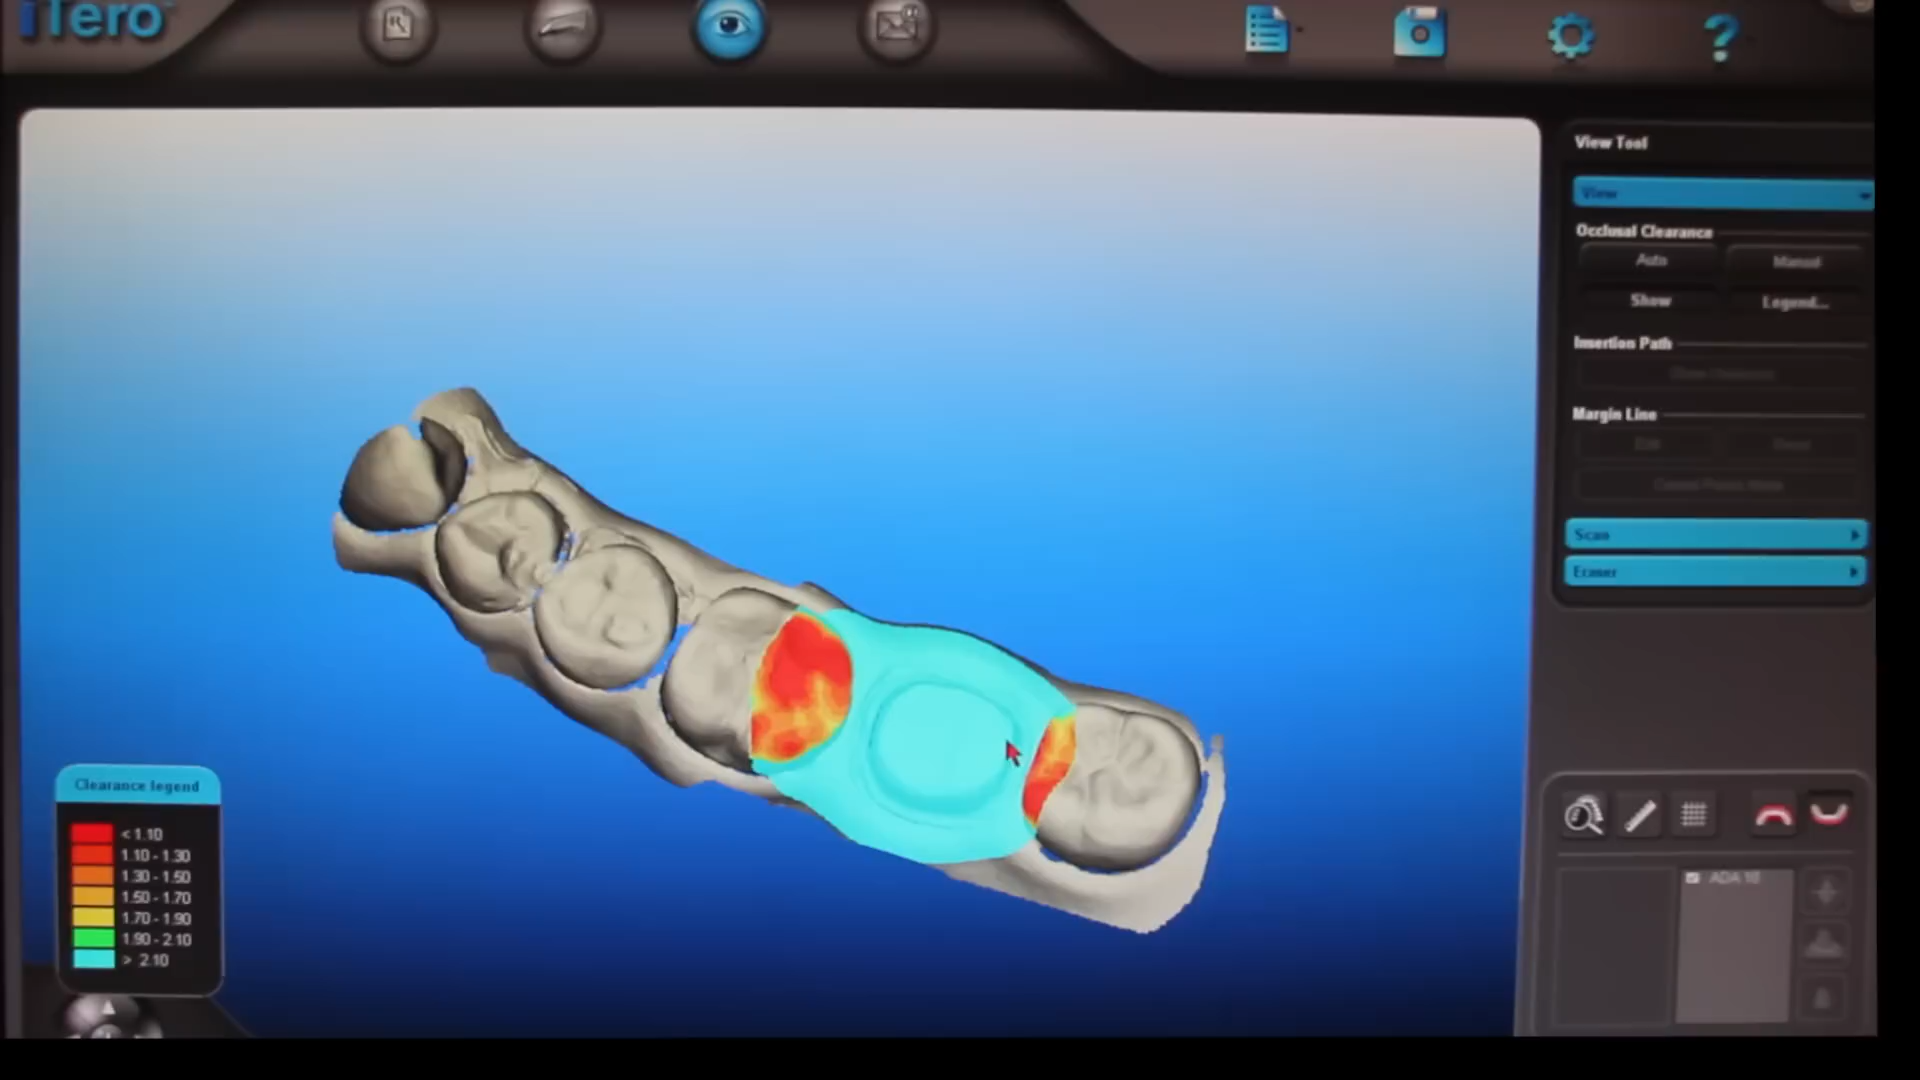 iTero
View Tool
View
Occlusal Clearance
Auto
Manual
Show
Legend...
Insertion Path
Margin Line
Edit
Scan
Eraser
Clearance legend
< 1.10
1.10 - 1.30
1.30 - 1.50
1.50 - 1.70
1.70 - 1.90
1.90 - 2.10
> 2.10